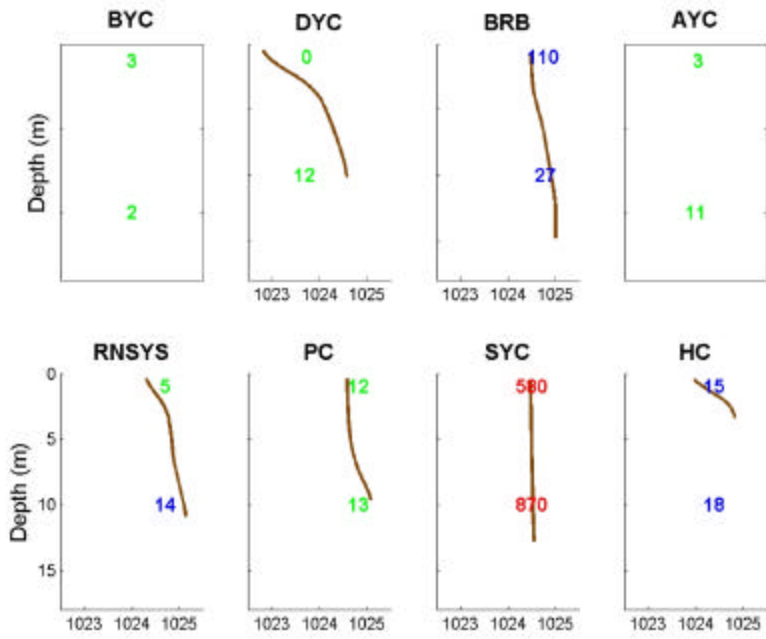 BYC DYC BRB AYC
3 0 110 3
Depth (m)
2 12 27 11
1023 1024 1025 1023 1024 1025
RNSYS PC SYC HC
0 5 12 580 15
5
Depth (m)
10 14 13 870 18
15
1023 1024 1025 1023 1024 1025 1023 1024 1025 1023 1024 1025